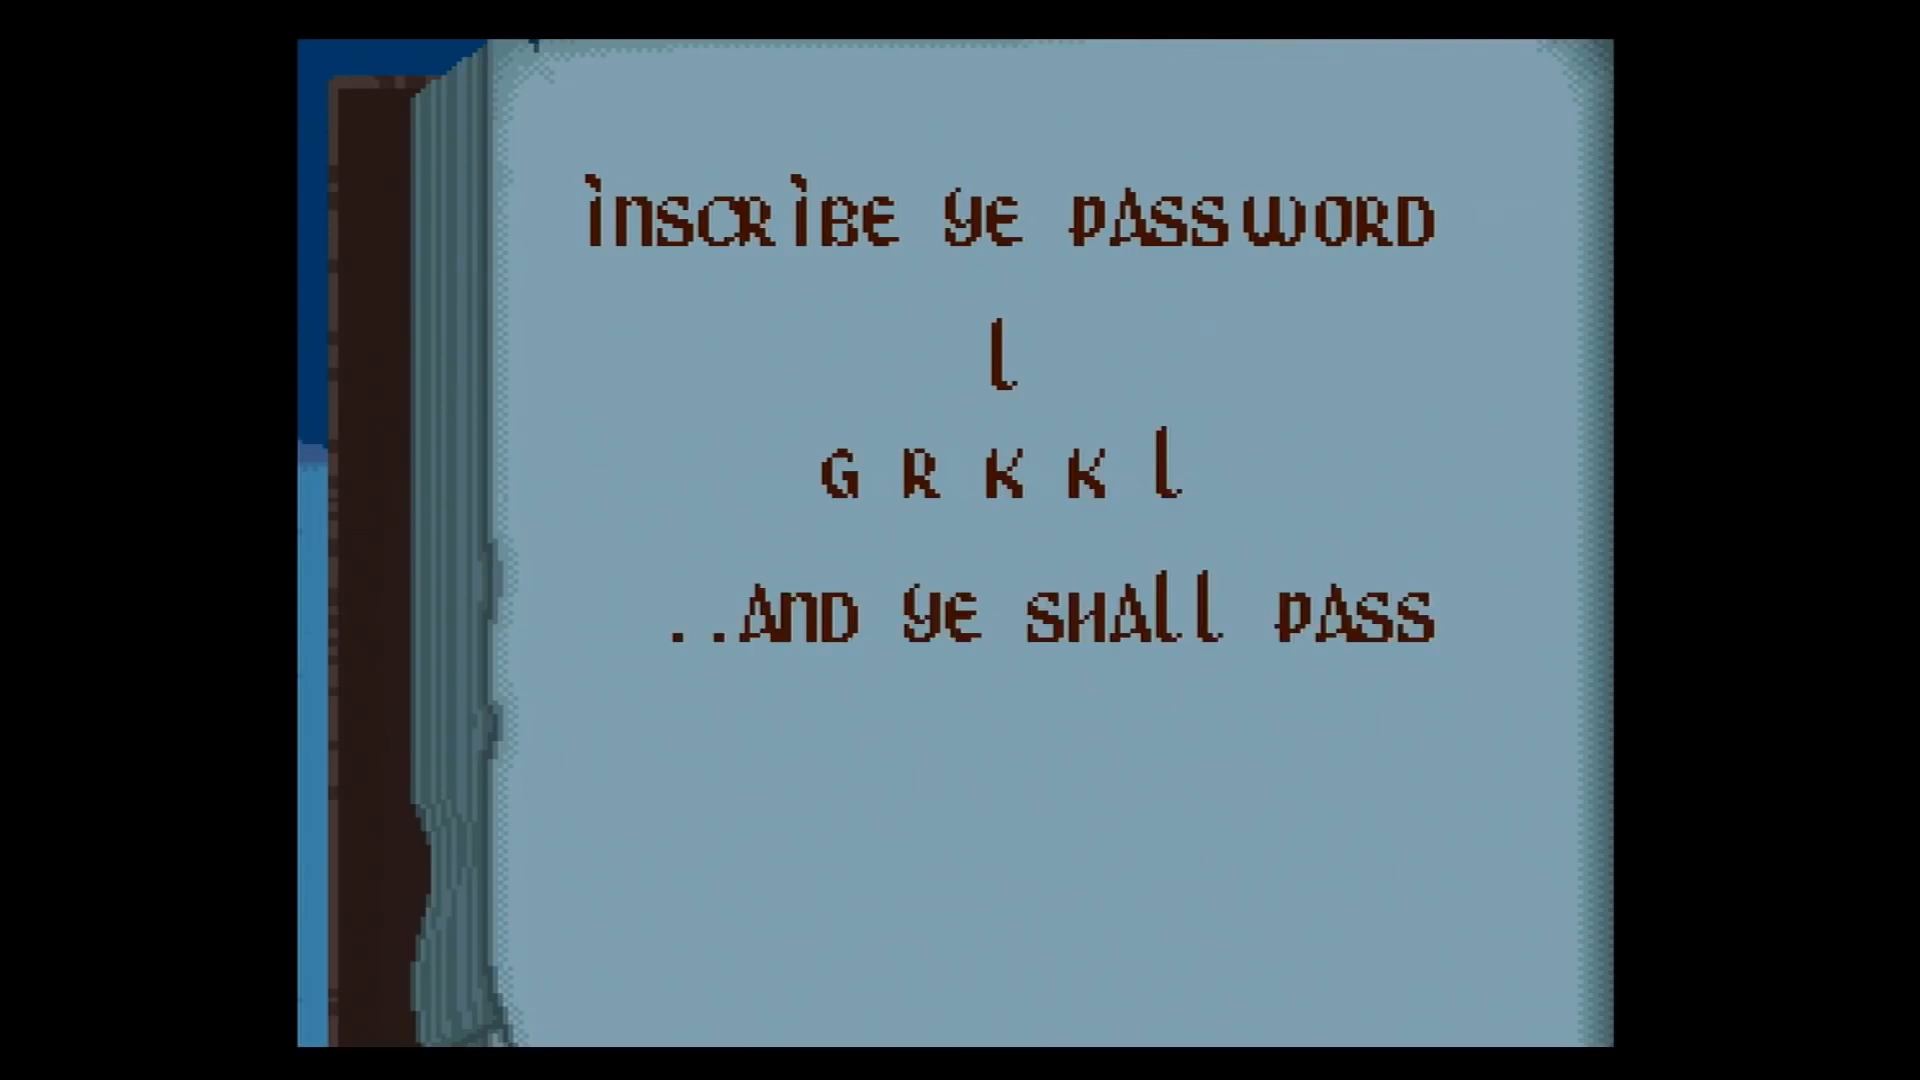 INSCRIBE YE PASSWORD
L
G R K K L
..AND YE SHALL PASS